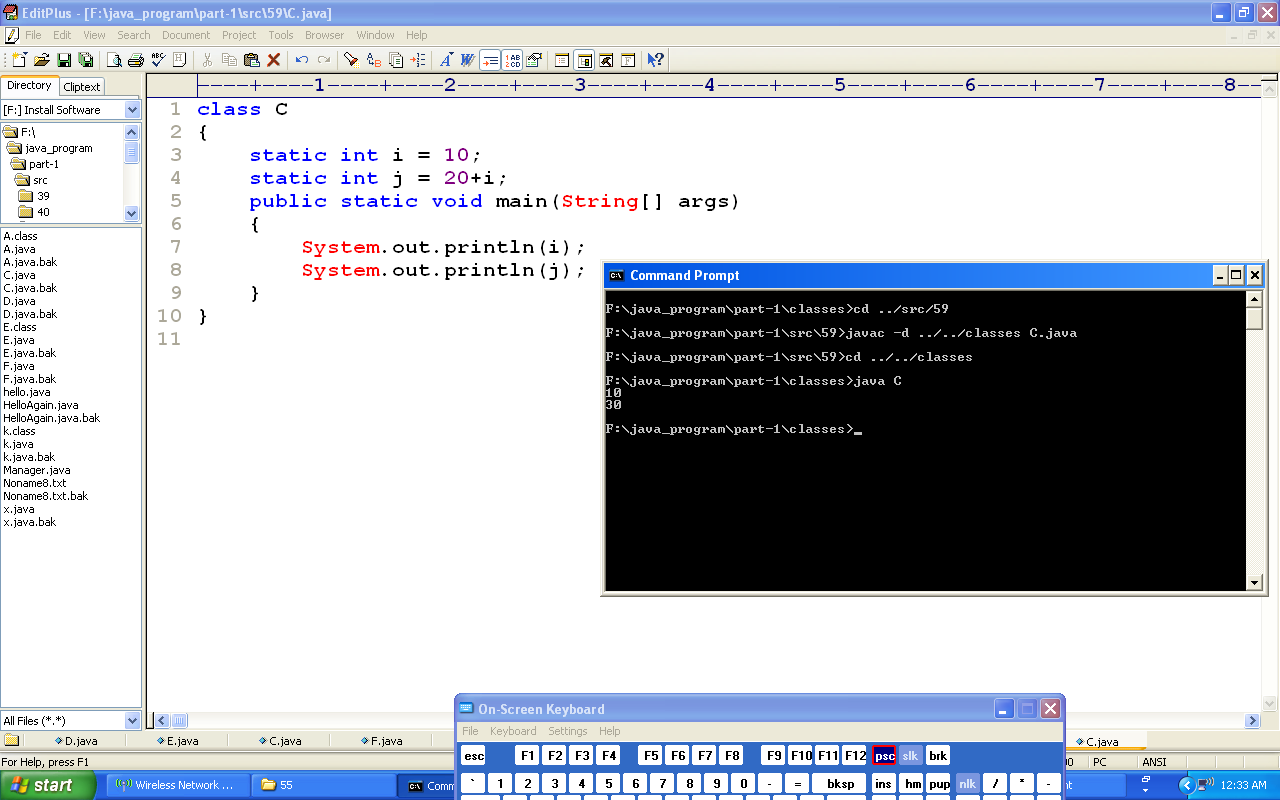 EditPlus - [F:\java_program\part-1\src\59\C.java]
File Edit View Search Document Project Tools Browser Window Help
Directory Cliptext
[F:] Install Software
F:\
java_program
part-1
src
39
40
A.class
A.java
A.java.bak
C.java
C.java.bak
D.java
D.java.bak
E.class
E.java
E.java.bak
F.java
F.java.bak
hello.java
HelloAgain.java
HelloAgain.java.bak
k.class
k.java
k.java.bak
Manager.java
Noname8.txt
Noname8.txt.bak
x.java
x.java.bak
All Files (*.*)
----+----1----+----2----+----3----+----4----+----5----+----6----+----7----+----8--
1 class C
2 {
3 static int i = 10;
4 static int j = 20+i;
5 public static void main(String[] args)
6 {
7 System.out.println(i);
8 System.out.println(j);
9 }
10 }
11
Command Prompt
F:\java_program\part-1\classes>cd ../src/59
F:\java_program\part-1\src\59>javac -d ../../classes C.java
F:\java_program\part-1\src\59>cd ../../classes
F:\java_program\part-1\classes>java C
10
30
F:\java_program\part-1\classes>_
On-Screen Keyboard
File Keyboard Settings Help
esc F1 F2 F3 F4 F5 F6 F7 F8 F9 F10 F11 F12 psc slk brk
` 1 2 3 4 5 6 7 8 9 0 - = bksp ins hm pup nlk / * -
D.java E.java C.java F.java C.java
For Help, press F1 00 PC ANSI
start Wireless Network ... 55 Comm nt 12:33 AM